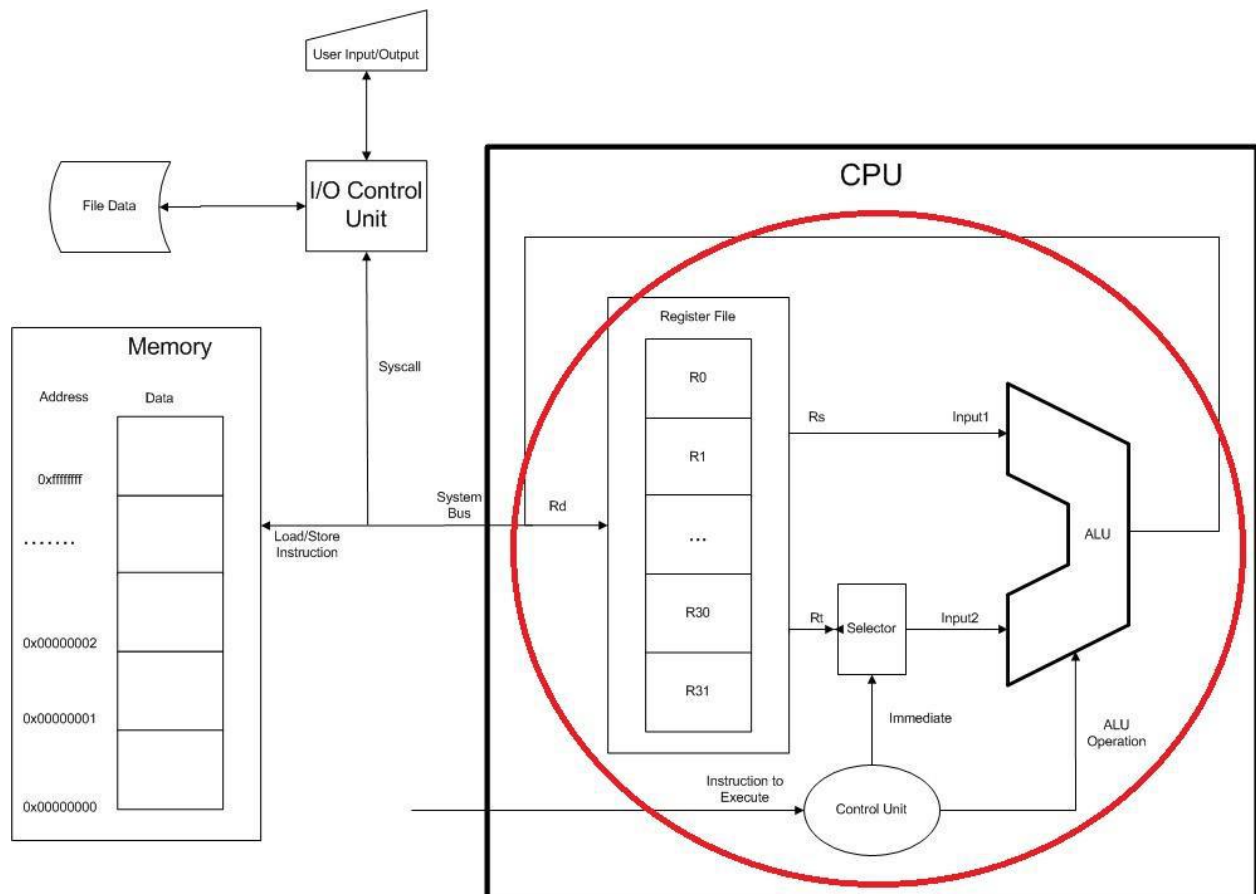 User Input/Output
CPU
File Data
I/O Control
Unit
Register File
Memory
Syscall
Address
Data
R0
Rs
Input1
R1
0xffffffff
System
Bus
Rd
.......
Load/Store
Instruction
...
ALU
R30
Rt
Selector
Input2
0x00000002
R31
0x00000001
Immediate
ALU
Operation
Instruction to
Execute
0x00000000
Control Unit